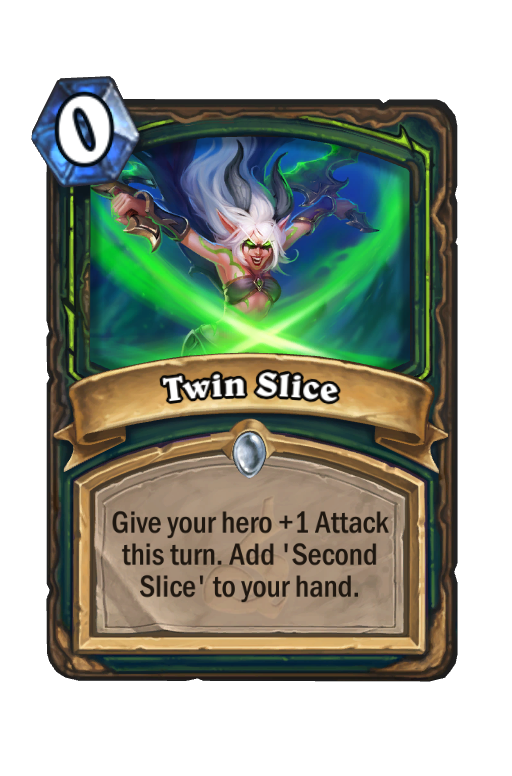 0
Twin Slice
Give your hero +1 Attack
this turn. Add 'Second
Slice' to your hand.